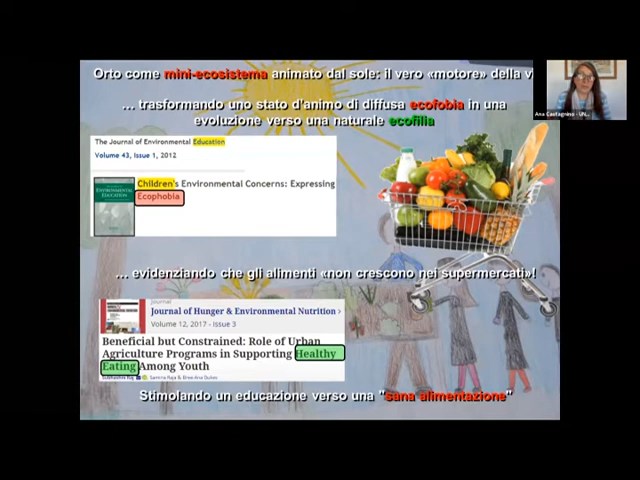 Orto come mini-ecosistema animato dal sole: il vero «motore» della v
... trasformando uno stato d'animo di diffusa ecofobia in una
evoluzione verso una naturale ecofilia
Ana Castagnino - UN...
The Journal of Environmental Education
Volume 43, Issue 1, 2012
Children's Environmental Concerns: Expressing
Ecophobia
... evidenziando che gli alimenti «non crescono nei supermercati»!
Journal
Journal of Hunger & Environmental Nutrition >
Volume 12, 2017 - Issue 3
Beneficial but Constrained: Role of Urban
Agriculture Programs in Supporting Healthy
Eating Among Youth
Samina Raja &
Stimolando un educazione verso una "sana alimentazione"